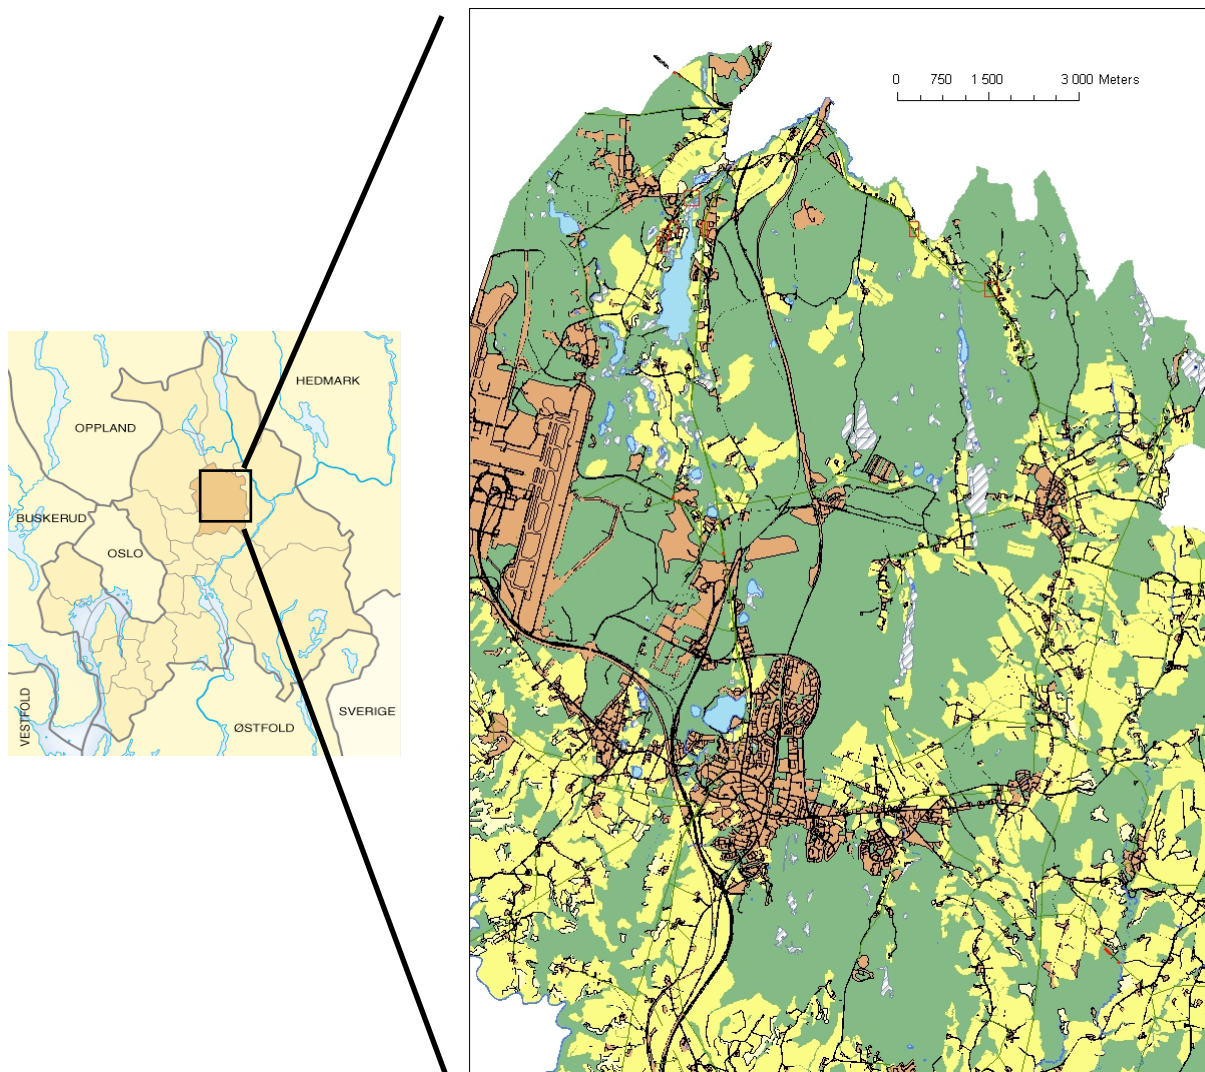 0 750 1 500 3 000 Meters
HEDMARK
OPPLAND
BUSKERUD
OSLO
VESTFOLD
SVERIGE
ØSTFOLD